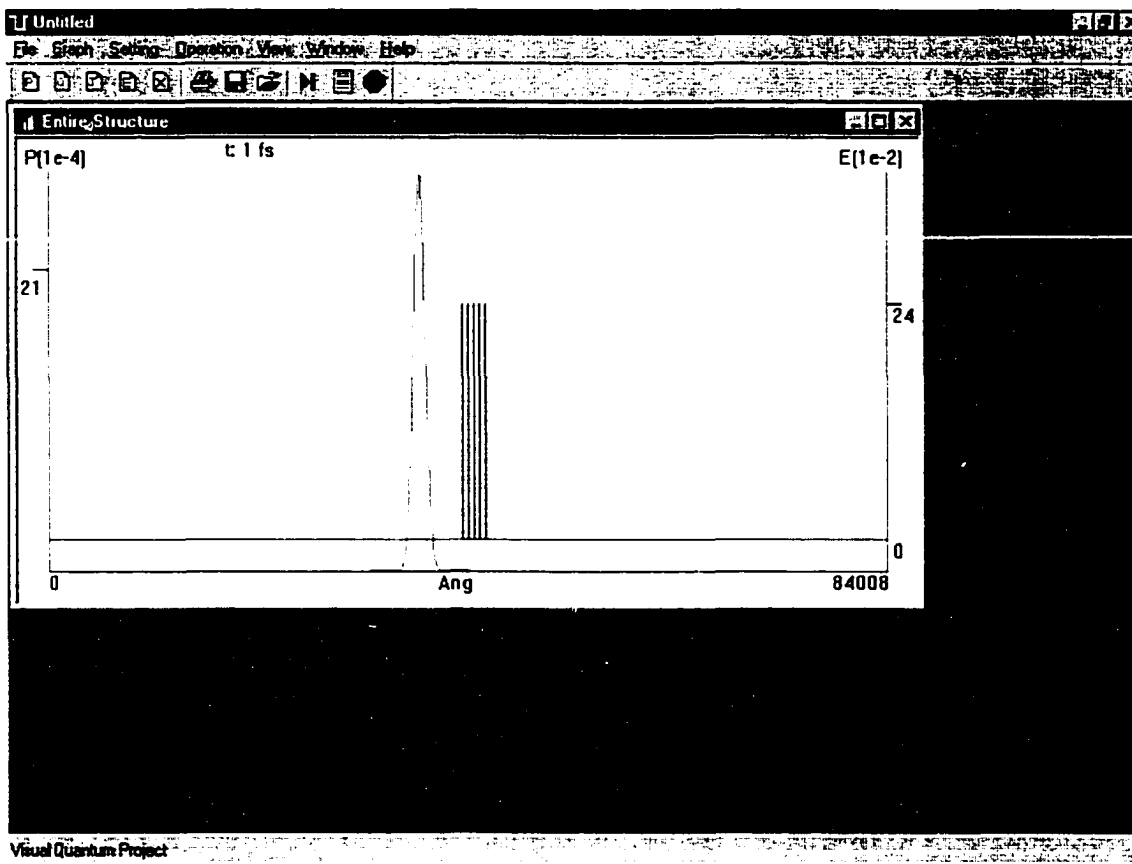 Untitled
File Graph Setting Operation View Window Help
Entire Structure
P(1e-4) t: 1 fs E(1e-2)
21
24
0
0 Ang 84008
Visual Quantum Project